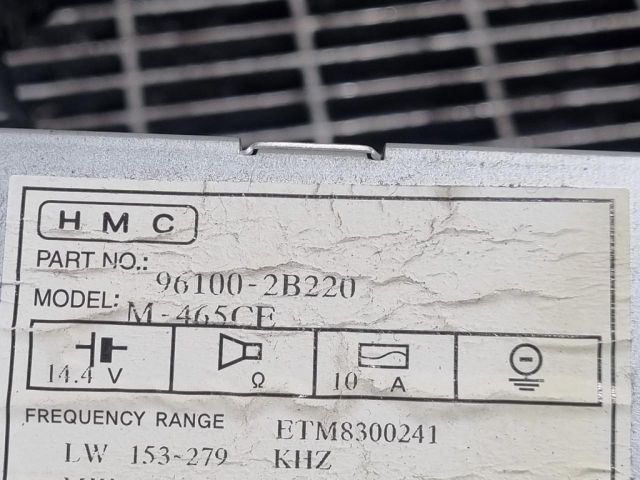 HMC
PART NO.: 96100-2B220
MODEL: M-465CE
14.4 V Ω 10 A
FREQUENCY RANGE ETM8300241
LW 153~279 KHZ